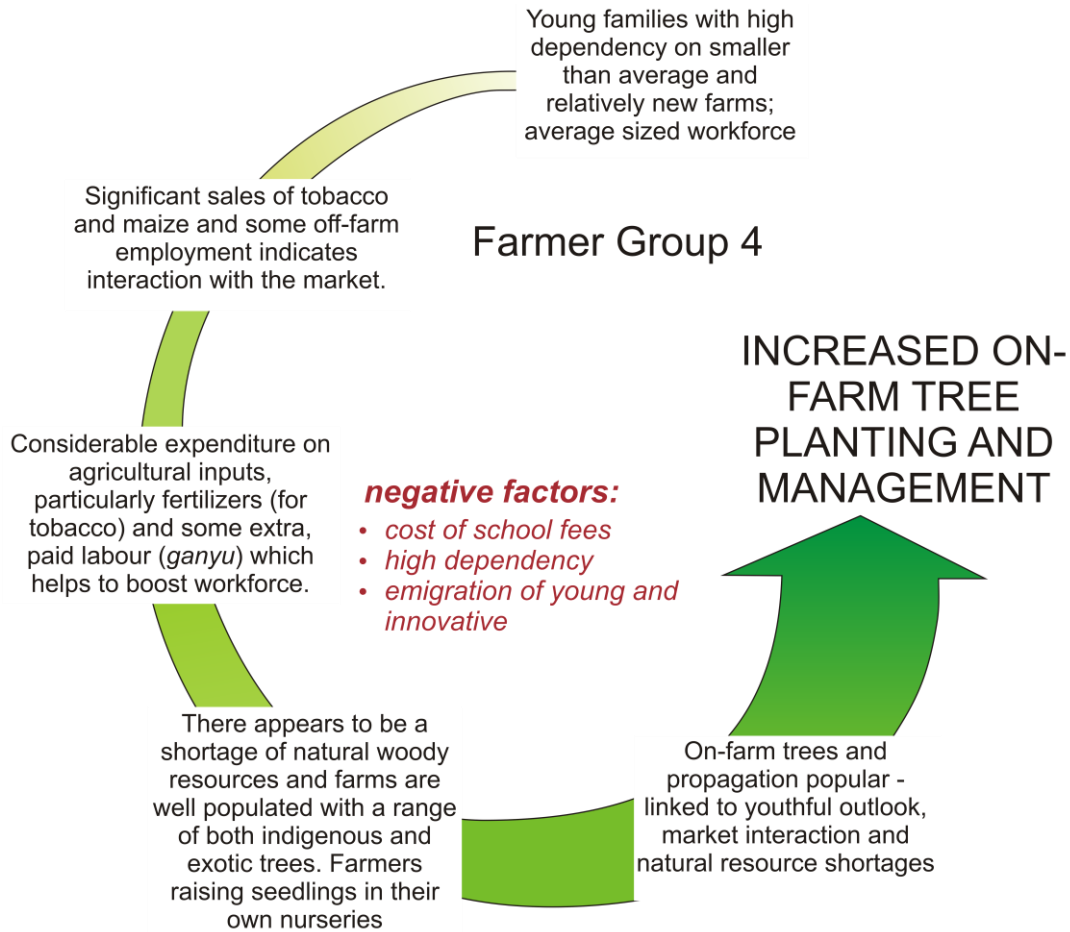 Young families with high
dependency on smaller
than average and
relatively new farms;
average sized workforce
Significant sales of tobacco
and maize and some off-farm
employment indicates
interaction with the market.
Farmer Group 4
Considerable expenditure on
agricultural inputs,
particularly fertilizers (for
tobacco) and some extra,
paid labour (ganyu) which
helps to boost workforce.
negative factors:
• cost of school fees
• high dependency
• emigration of young and
innovative
There appears to be a
shortage of natural woody
resources and farms are
well populated with a range
of both indigenous and
exotic trees. Farmers
raising seedlings in their
own nurseries
On-farm trees and
propagation popular -
linked to youthful outlook,
market interaction and
natural resource shortages
INCREASED ON-
FARM TREE
PLANTING AND
MANAGEMENT